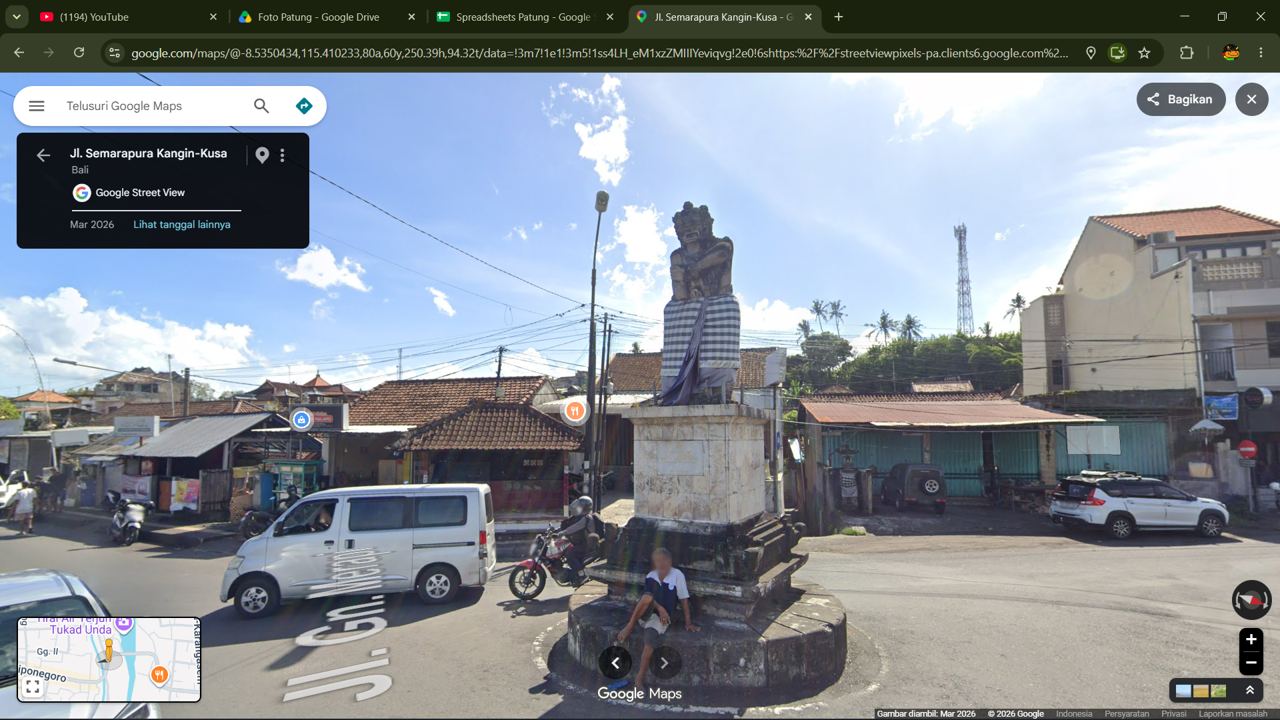 (1194) YouTube
Foto Patung - Google Drive
Spreadsheets Patung - Google S
Jl. Semarapura Kangin-Kusa - G
google.com/maps/@-8.5350434,115.410233,80a,60y,250.39h,94.32t/data=!3m7!1e1!3m5!1ss4LH_eM1xzZMIIIYeviqvg!2e0!6shttps:%2F%2Fstreetviewpixels-pa.clients6.google.com%2...
Telusuri Google Maps
Bagikan
Jl. Semarapura Kangin-Kusa
Bali
Google Street View
Mar 2026
Lihat tanggal lainnya
Jl. Gn. Merapi
Tirai Air Terjun
Tukad Unda
Gg. II
iponegoro
Google Maps
Gambar diambil: Mar 2026
© 2026 Google
Indonesia
Persyaratan
Privasi
Laporkan masalah